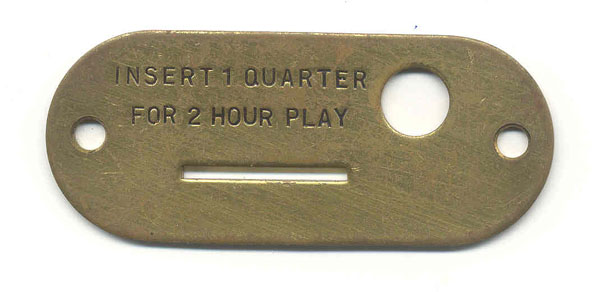 INSERT 1 QUARTER
FOR 2 HOUR PLAY